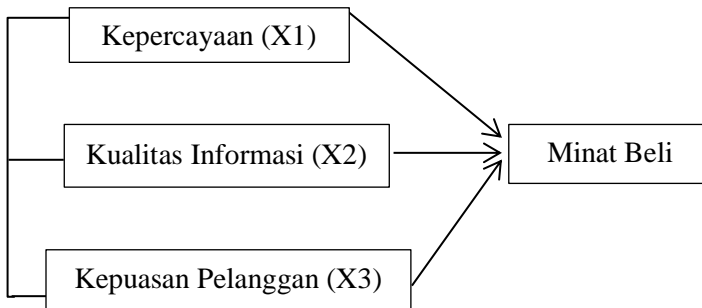 Kepercayaan (X1)
Kualitas Informasi (X2)
Minat Beli
Kepuasan Pelanggan (X3)